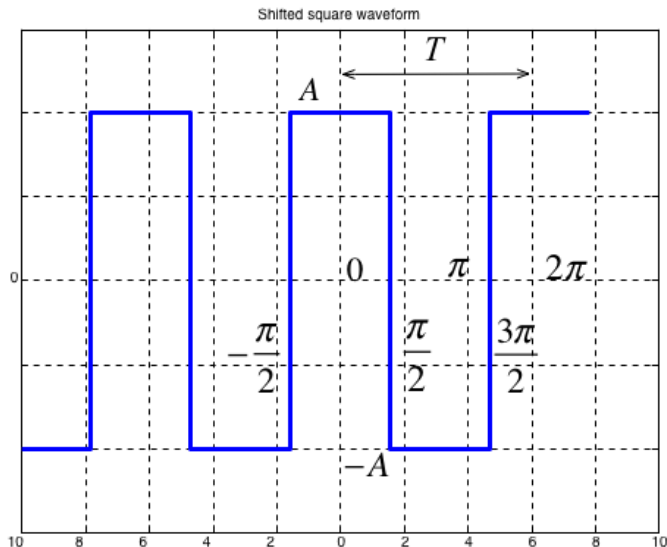 Shifted square waveform
T
A
0
0 π 2π
-π/2 π/2 3π/2
-A
10 8 6 4 2 0 2 4 6 8 10